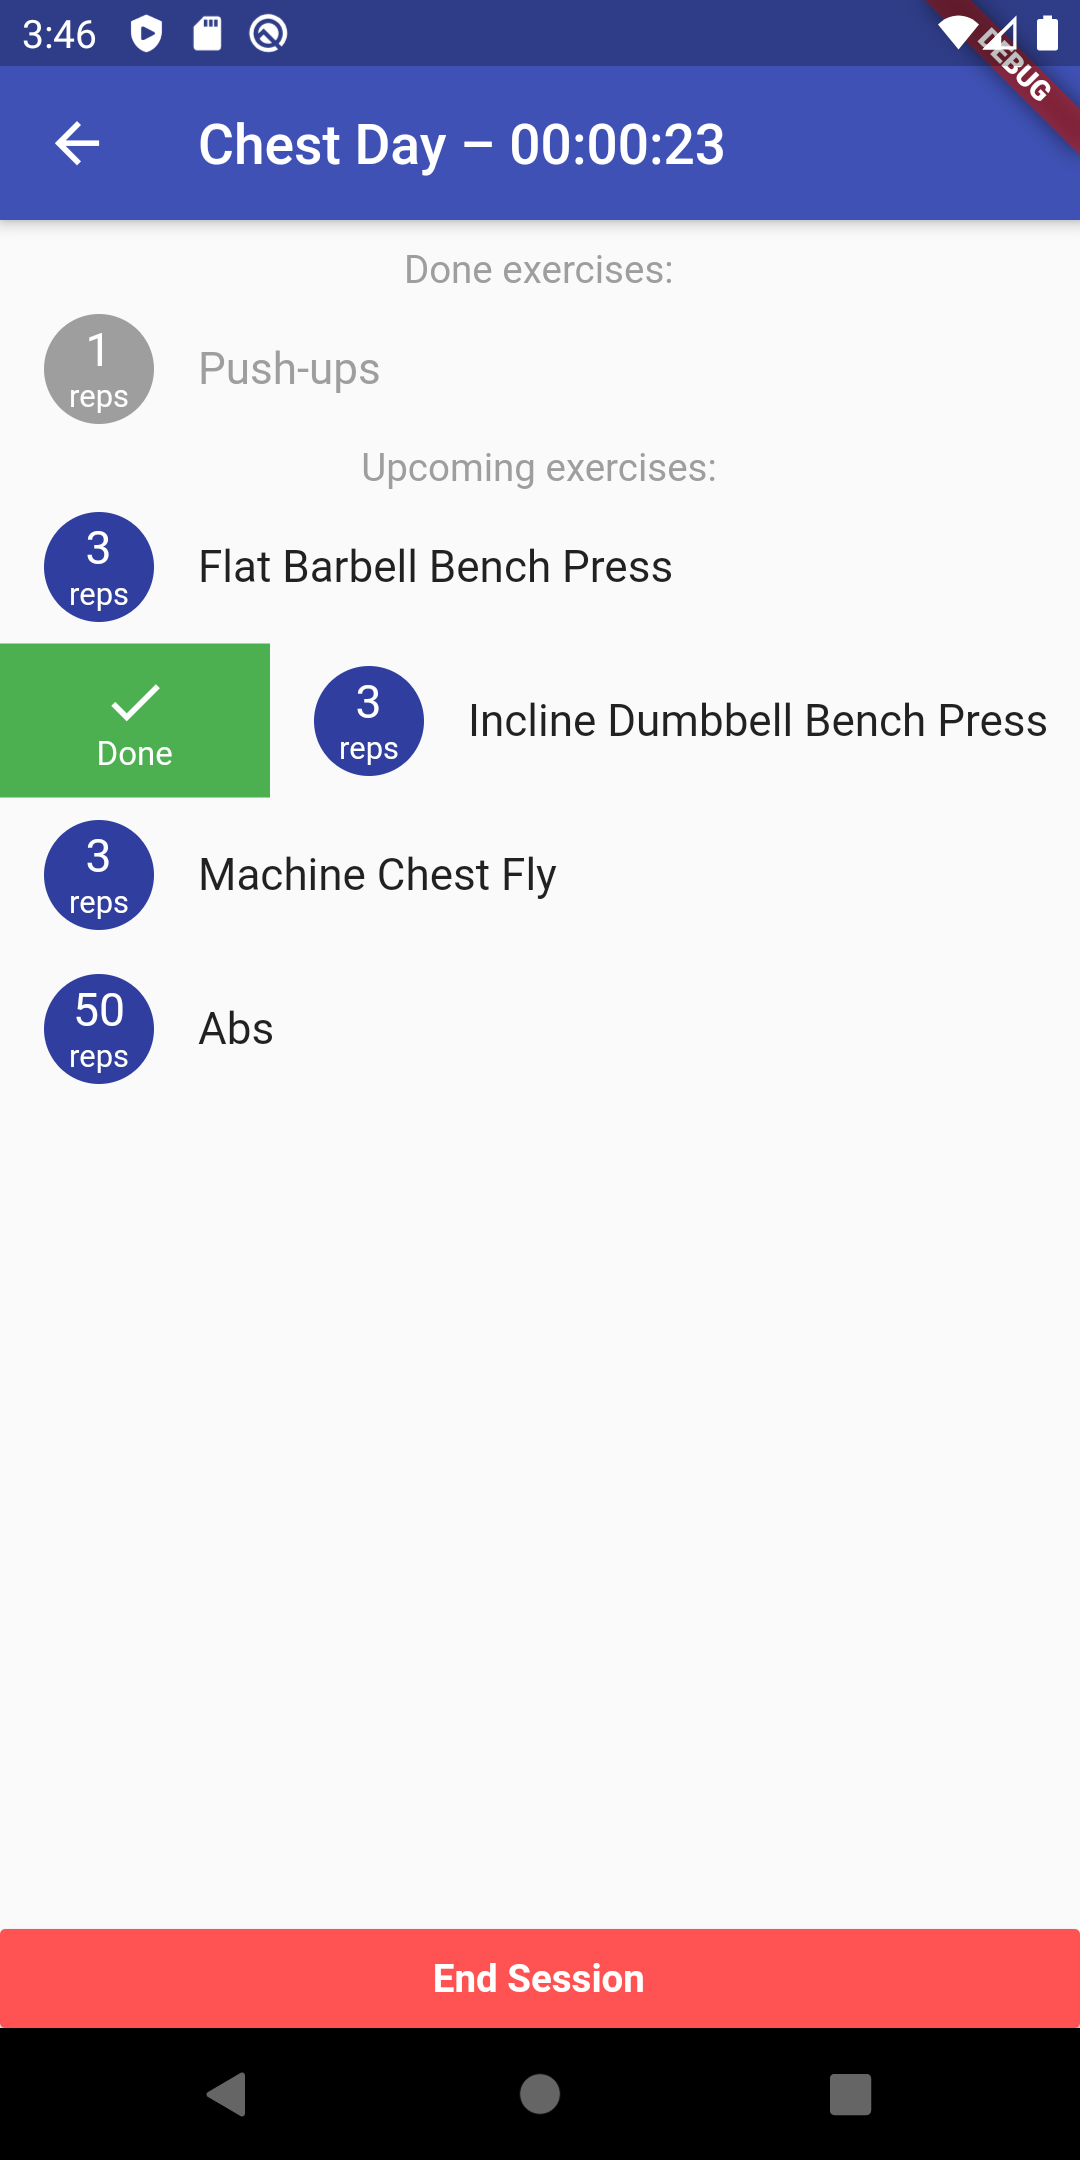 3:46
DEBUG
Chest Day – 00:00:23
Done exercises:
1
reps
Push-ups
Upcoming exercises:
3
reps
Flat Barbell Bench Press
Done
3
reps
Incline Dumbbell Bench Press
3
reps
Machine Chest Fly
50
reps
Abs
End Session